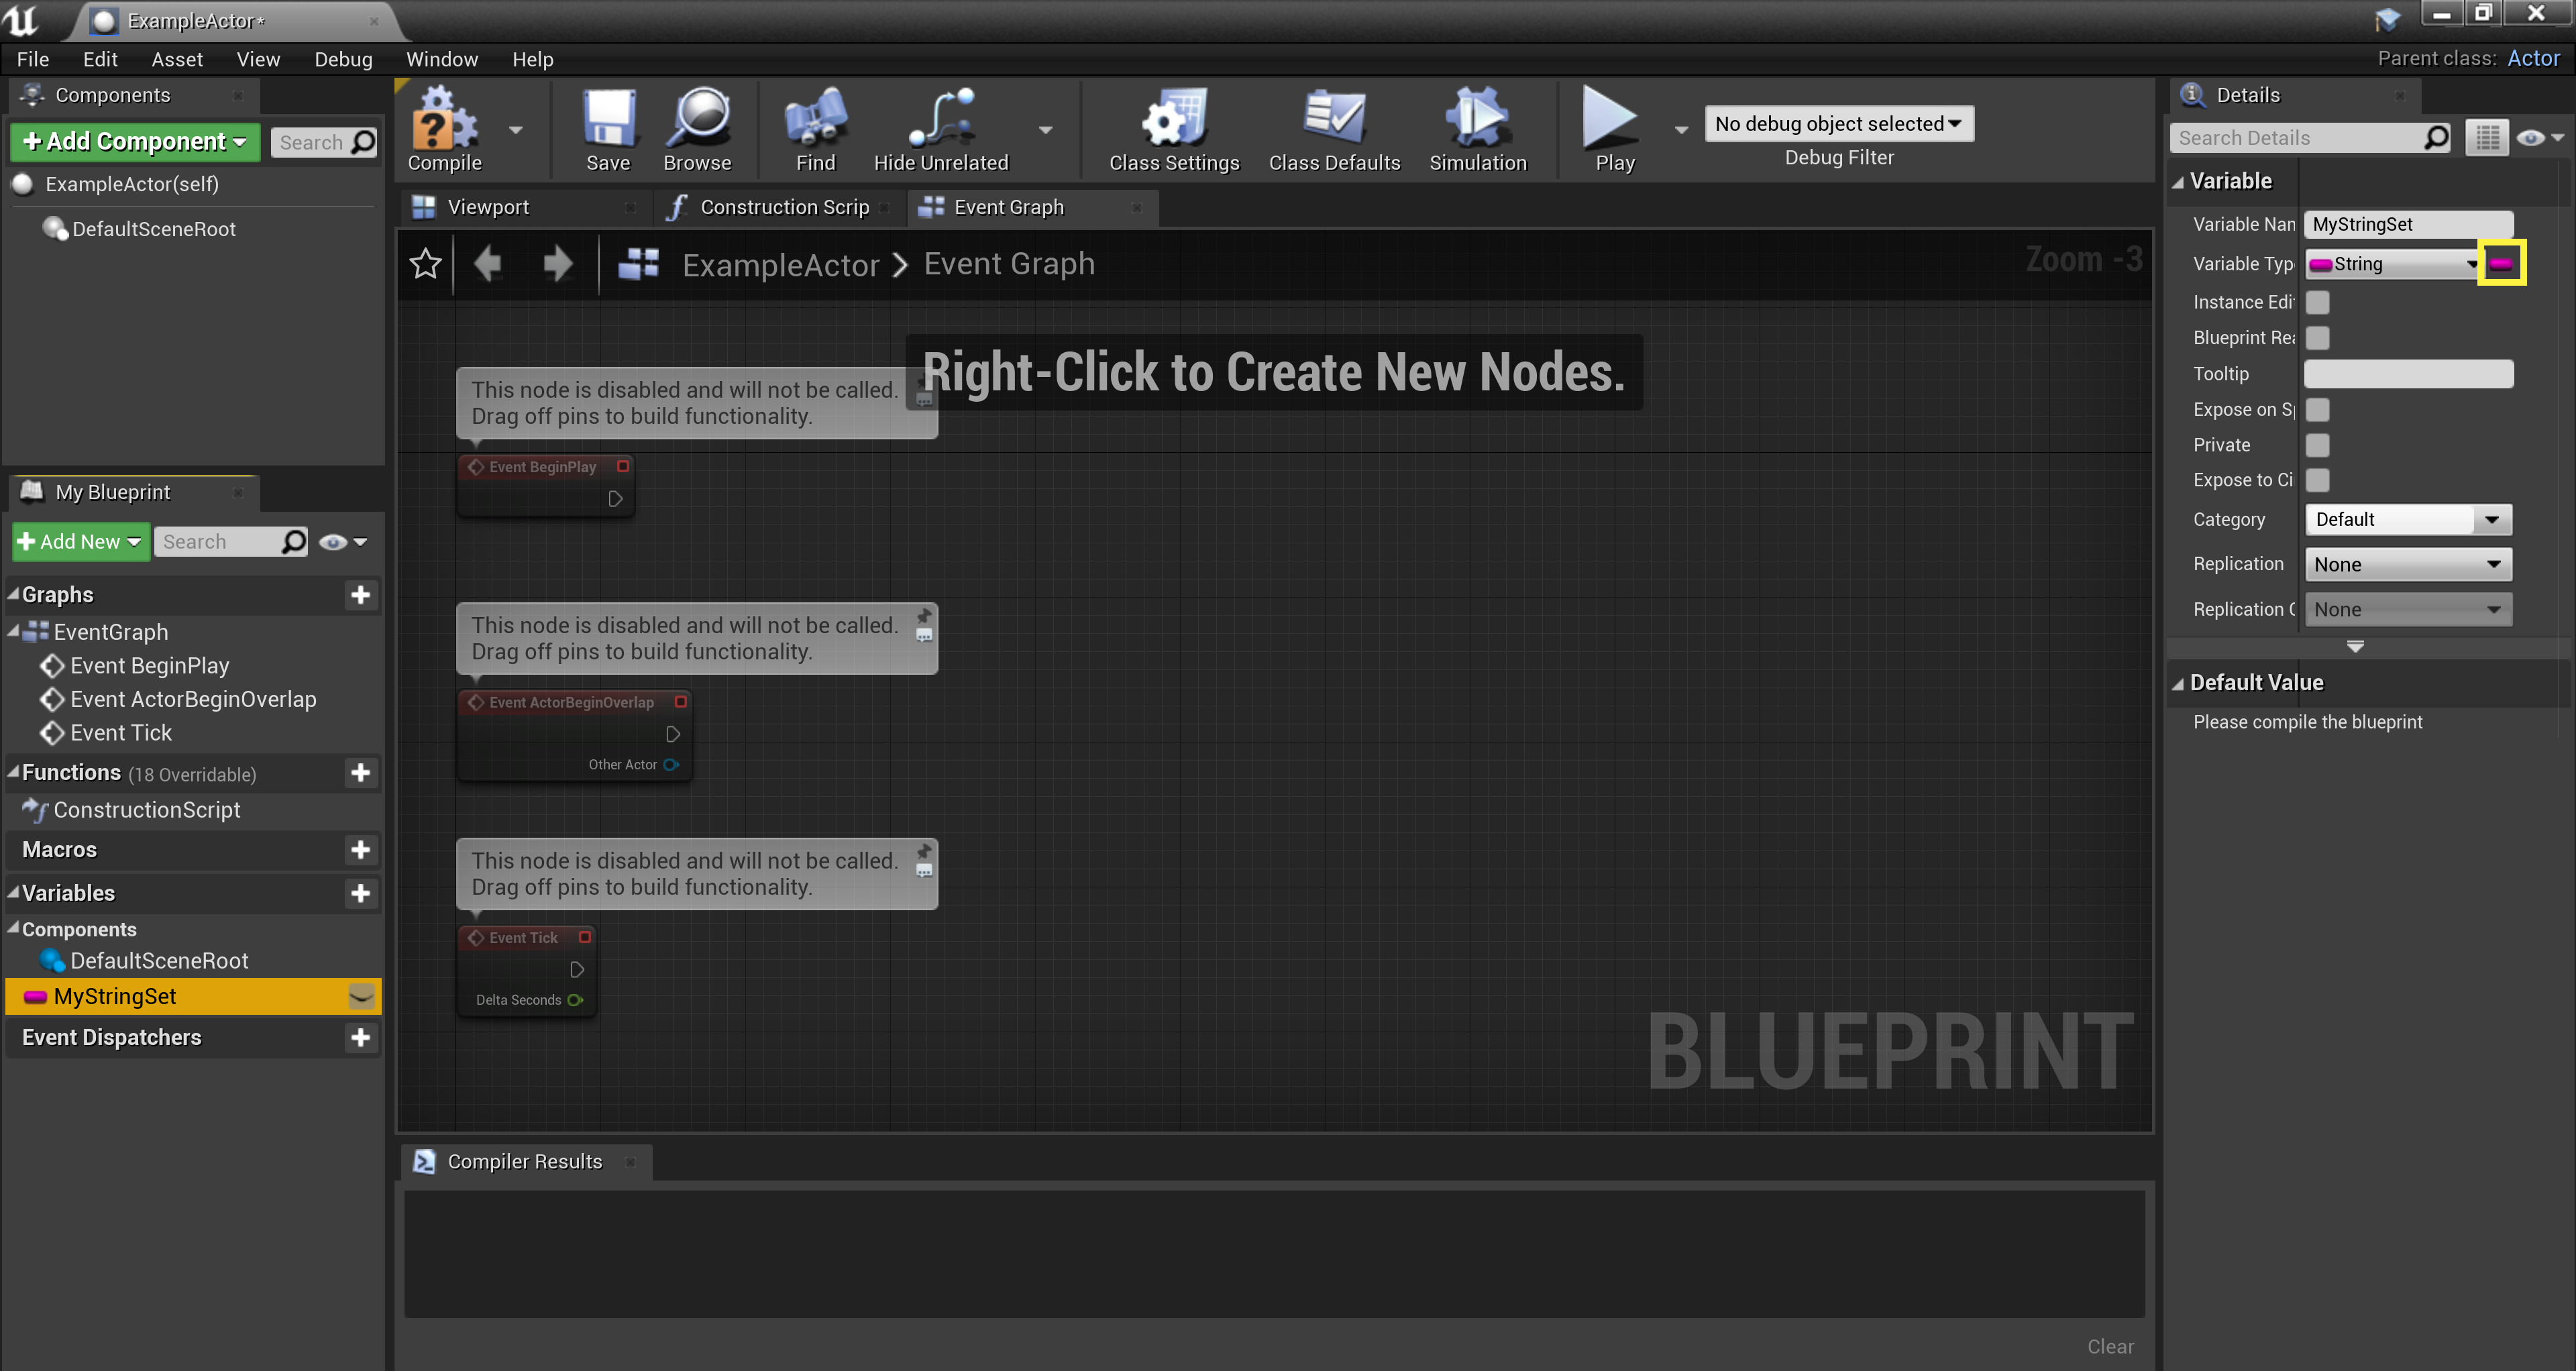 ExampleActor*
File Edit Asset View Debug Window Help
Parent class: Actor
Components
+Add Component
Search
ExampleActor(self)
DefaultSceneRoot
My Blueprint
+Add New
Search
Graphs
EventGraph
Event BeginPlay
Event ActorBeginOverlap
Event Tick
Functions (18 Overridable)
ConstructionScript
Macros
Variables
Components
DefaultSceneRoot
MyStringSet
Event Dispatchers
Compile
Save
Browse
Find
Hide Unrelated
Class Settings
Class Defaults
Simulation
Play
No debug object selected
Debug Filter
Viewport
Construction Scrip
Event Graph
ExampleActor > Event Graph
Zoom -3
Right-Click to Create New Nodes.
This node is disabled and will not be called.
Drag off pins to build functionality.
Event BeginPlay
This node is disabled and will not be called.
Drag off pins to build functionality.
Event ActorBeginOverlap
Other Actor
This node is disabled and will not be called.
Drag off pins to build functionality.
Event Tick
Delta Seconds
BLUEPRINT
Compiler Results
Clear
Details
Search Details
Variable
Variable Nan MyStringSet
Variable Typ String
Instance Edi
Blueprint Rea
Tooltip
Expose on S
Private
Expose to Ci
Category Default
Replication None
Replication C None
Default Value
Please compile the blueprint